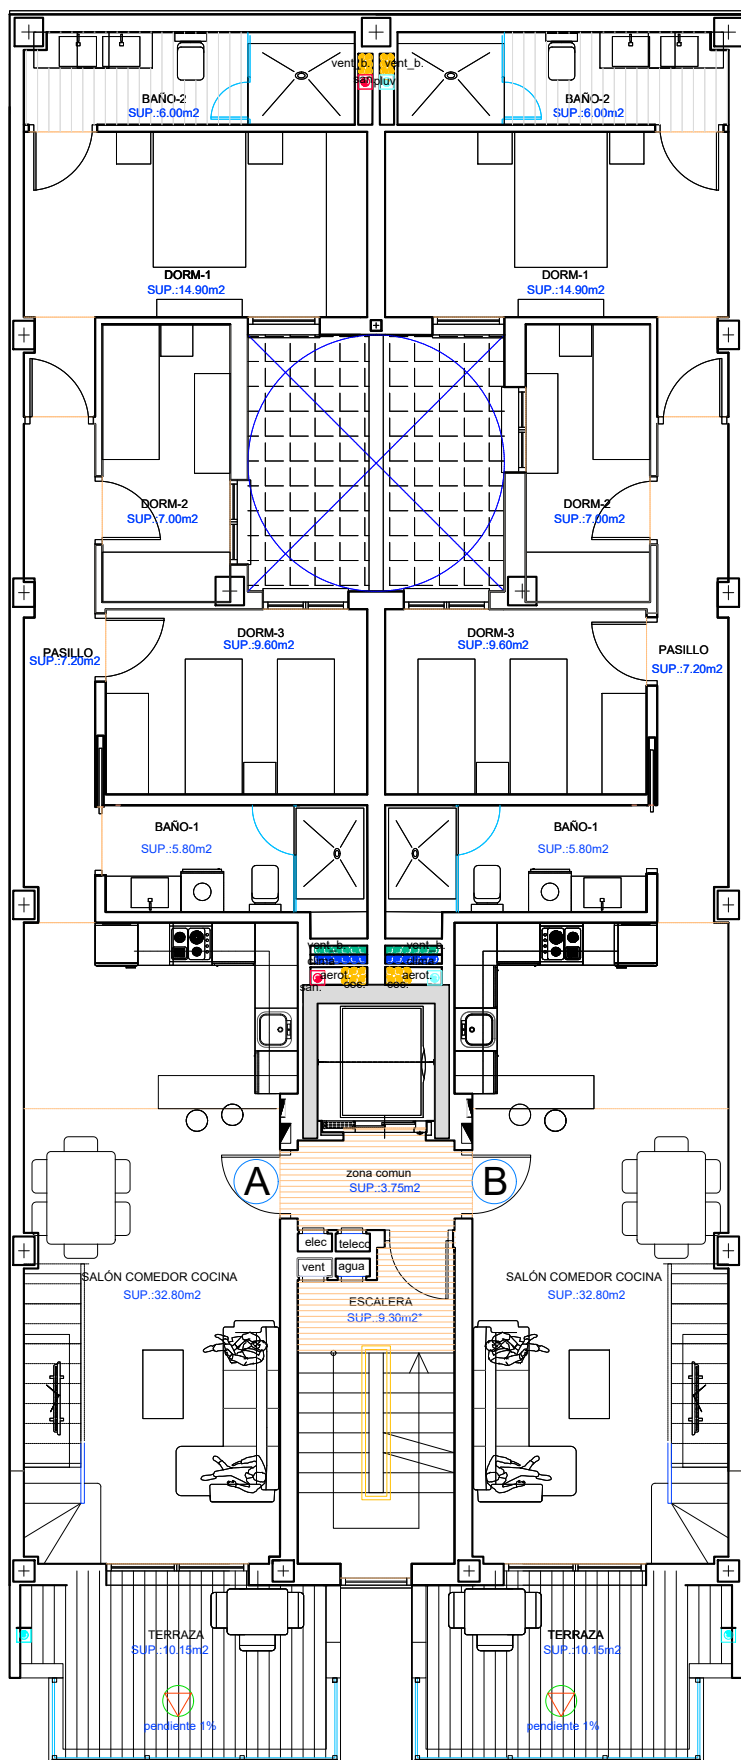 vent_b.
vent_b.
san.
pluv
BAÑO-2
SUP.:6.00m2
BAÑO-2
SUP.:6.00m2
DORM-1
SUP.:14.90m2
DORM-1
SUP.:14.90m2
DORM-2
SUP.:7.00m2
DORM-2
SUP.:7.00m2
DORM-3
SUP.:9.60m2
DORM-3
SUP.:9.60m2
PASILLO
SUP.:7.20m2
PASILLO
SUP.:7.20m2
BAÑO-1
SUP.:5.80m2
BAÑO-1
SUP.:5.80m2
vent_b.
vent_b.
clima
clima
aerot.
aerot.
san.
coc.
coc.
A
zona comun
SUP.:3.75m2
B
elec
teleco
vent
agua
SALÓN COMEDOR COCINA
SUP.:32.80m2
SALÓN COMEDOR COCINA
SUP.:32.80m2
ESCALERA
SUP.:9.30m2*
TERRAZA
SUP.:10.15m2
TERRAZA
SUP.:10.15m2
pendiente 1%
pendiente 1%